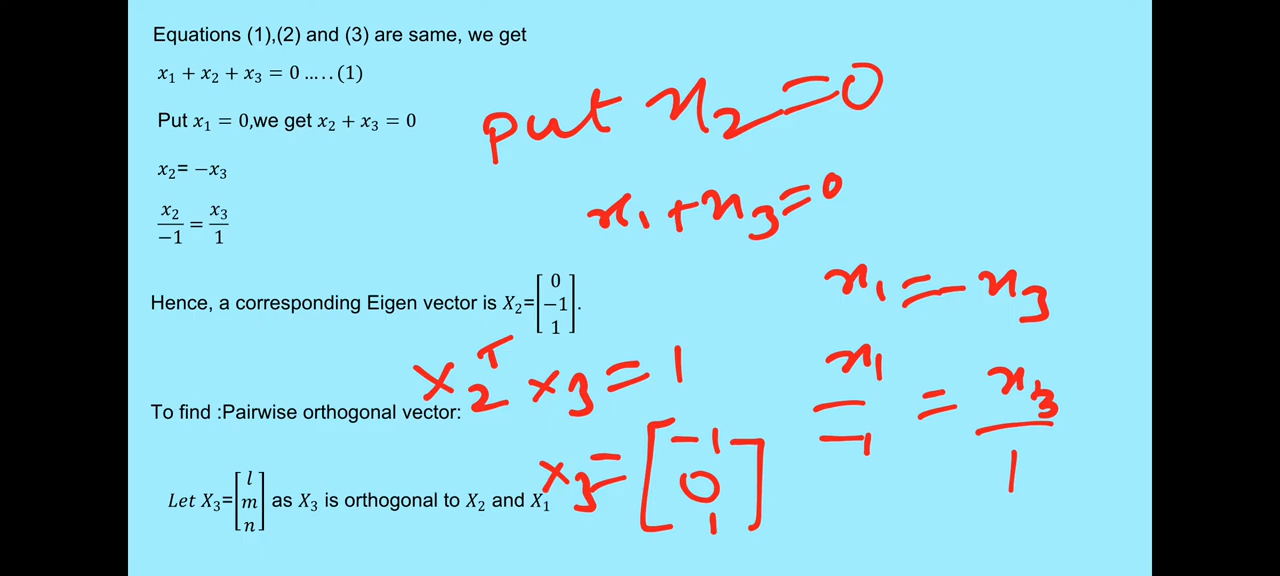 Equations (1),(2) and (3) are same, we get
x₁ + x₂ + x₃ = 0 .....(1)
put x₂ = 0
Put x₁ = 0,we get x₂ + x₃ = 0
x₂= −x₃
x₁ + x₃ = 0
x₂/−1 = x₃/1
x₁ = − x₃
Hence, a corresponding Eigen vector is X₂=[0 −1 1].
x₁/−1 = x₃/1
X₂ᵀ X₃ = 1
To find :Pairwise orthogonal vector:
X₃ = [−1 0 1]
Let X₃=[l m n] as X₃ is orthogonal to X₂ and X₁